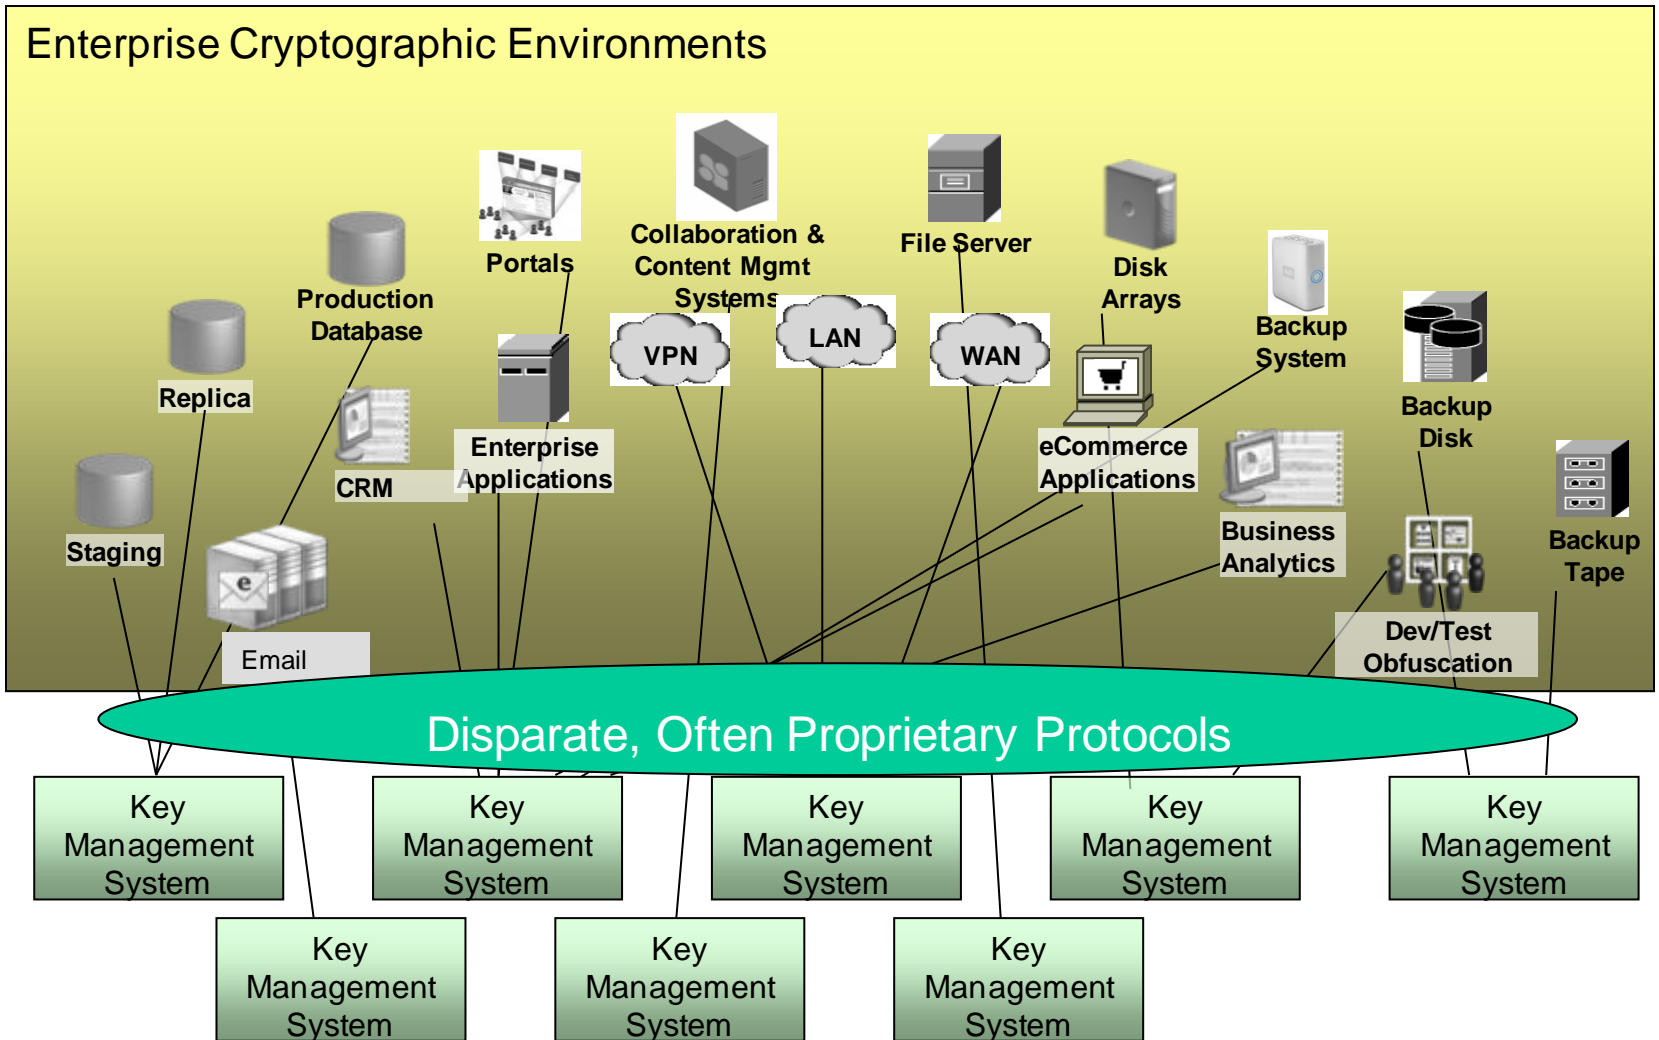 Enterprise Cryptographic Environments
Portals
Collaboration &
Content Mgmt
Systems
File Server
Disk
Arrays
Production
Database
Backup
System
VPN
LAN
WAN
Replica
Backup
Disk
CRM
Enterprise
Applications
eCommerce
Applications
Staging
Business
Analytics
Backup
Tape
e
Email
Dev/Test
Obfuscation
Disparate, Often Proprietary Protocols
Key
Management
System
Key
Management
System
Key
Management
System
Key
Management
System
Key
Management
System
Key
Management
System
Key
Management
System
Key
Management
System